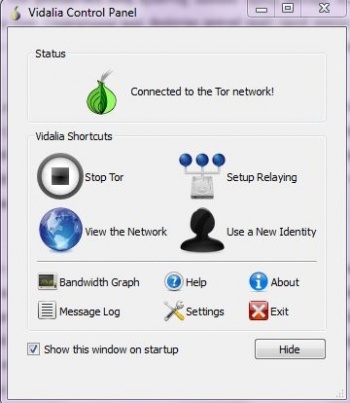 Vidalia Control Panel
Status
Connected to the Tor network!
Vidalia Shortcuts
Stop Tor
Setup Relaying
View the Network
Use a New Identity
Bandwidth Graph
Help
About
Message Log
Settings
Exit
Show this window on startup
Hide